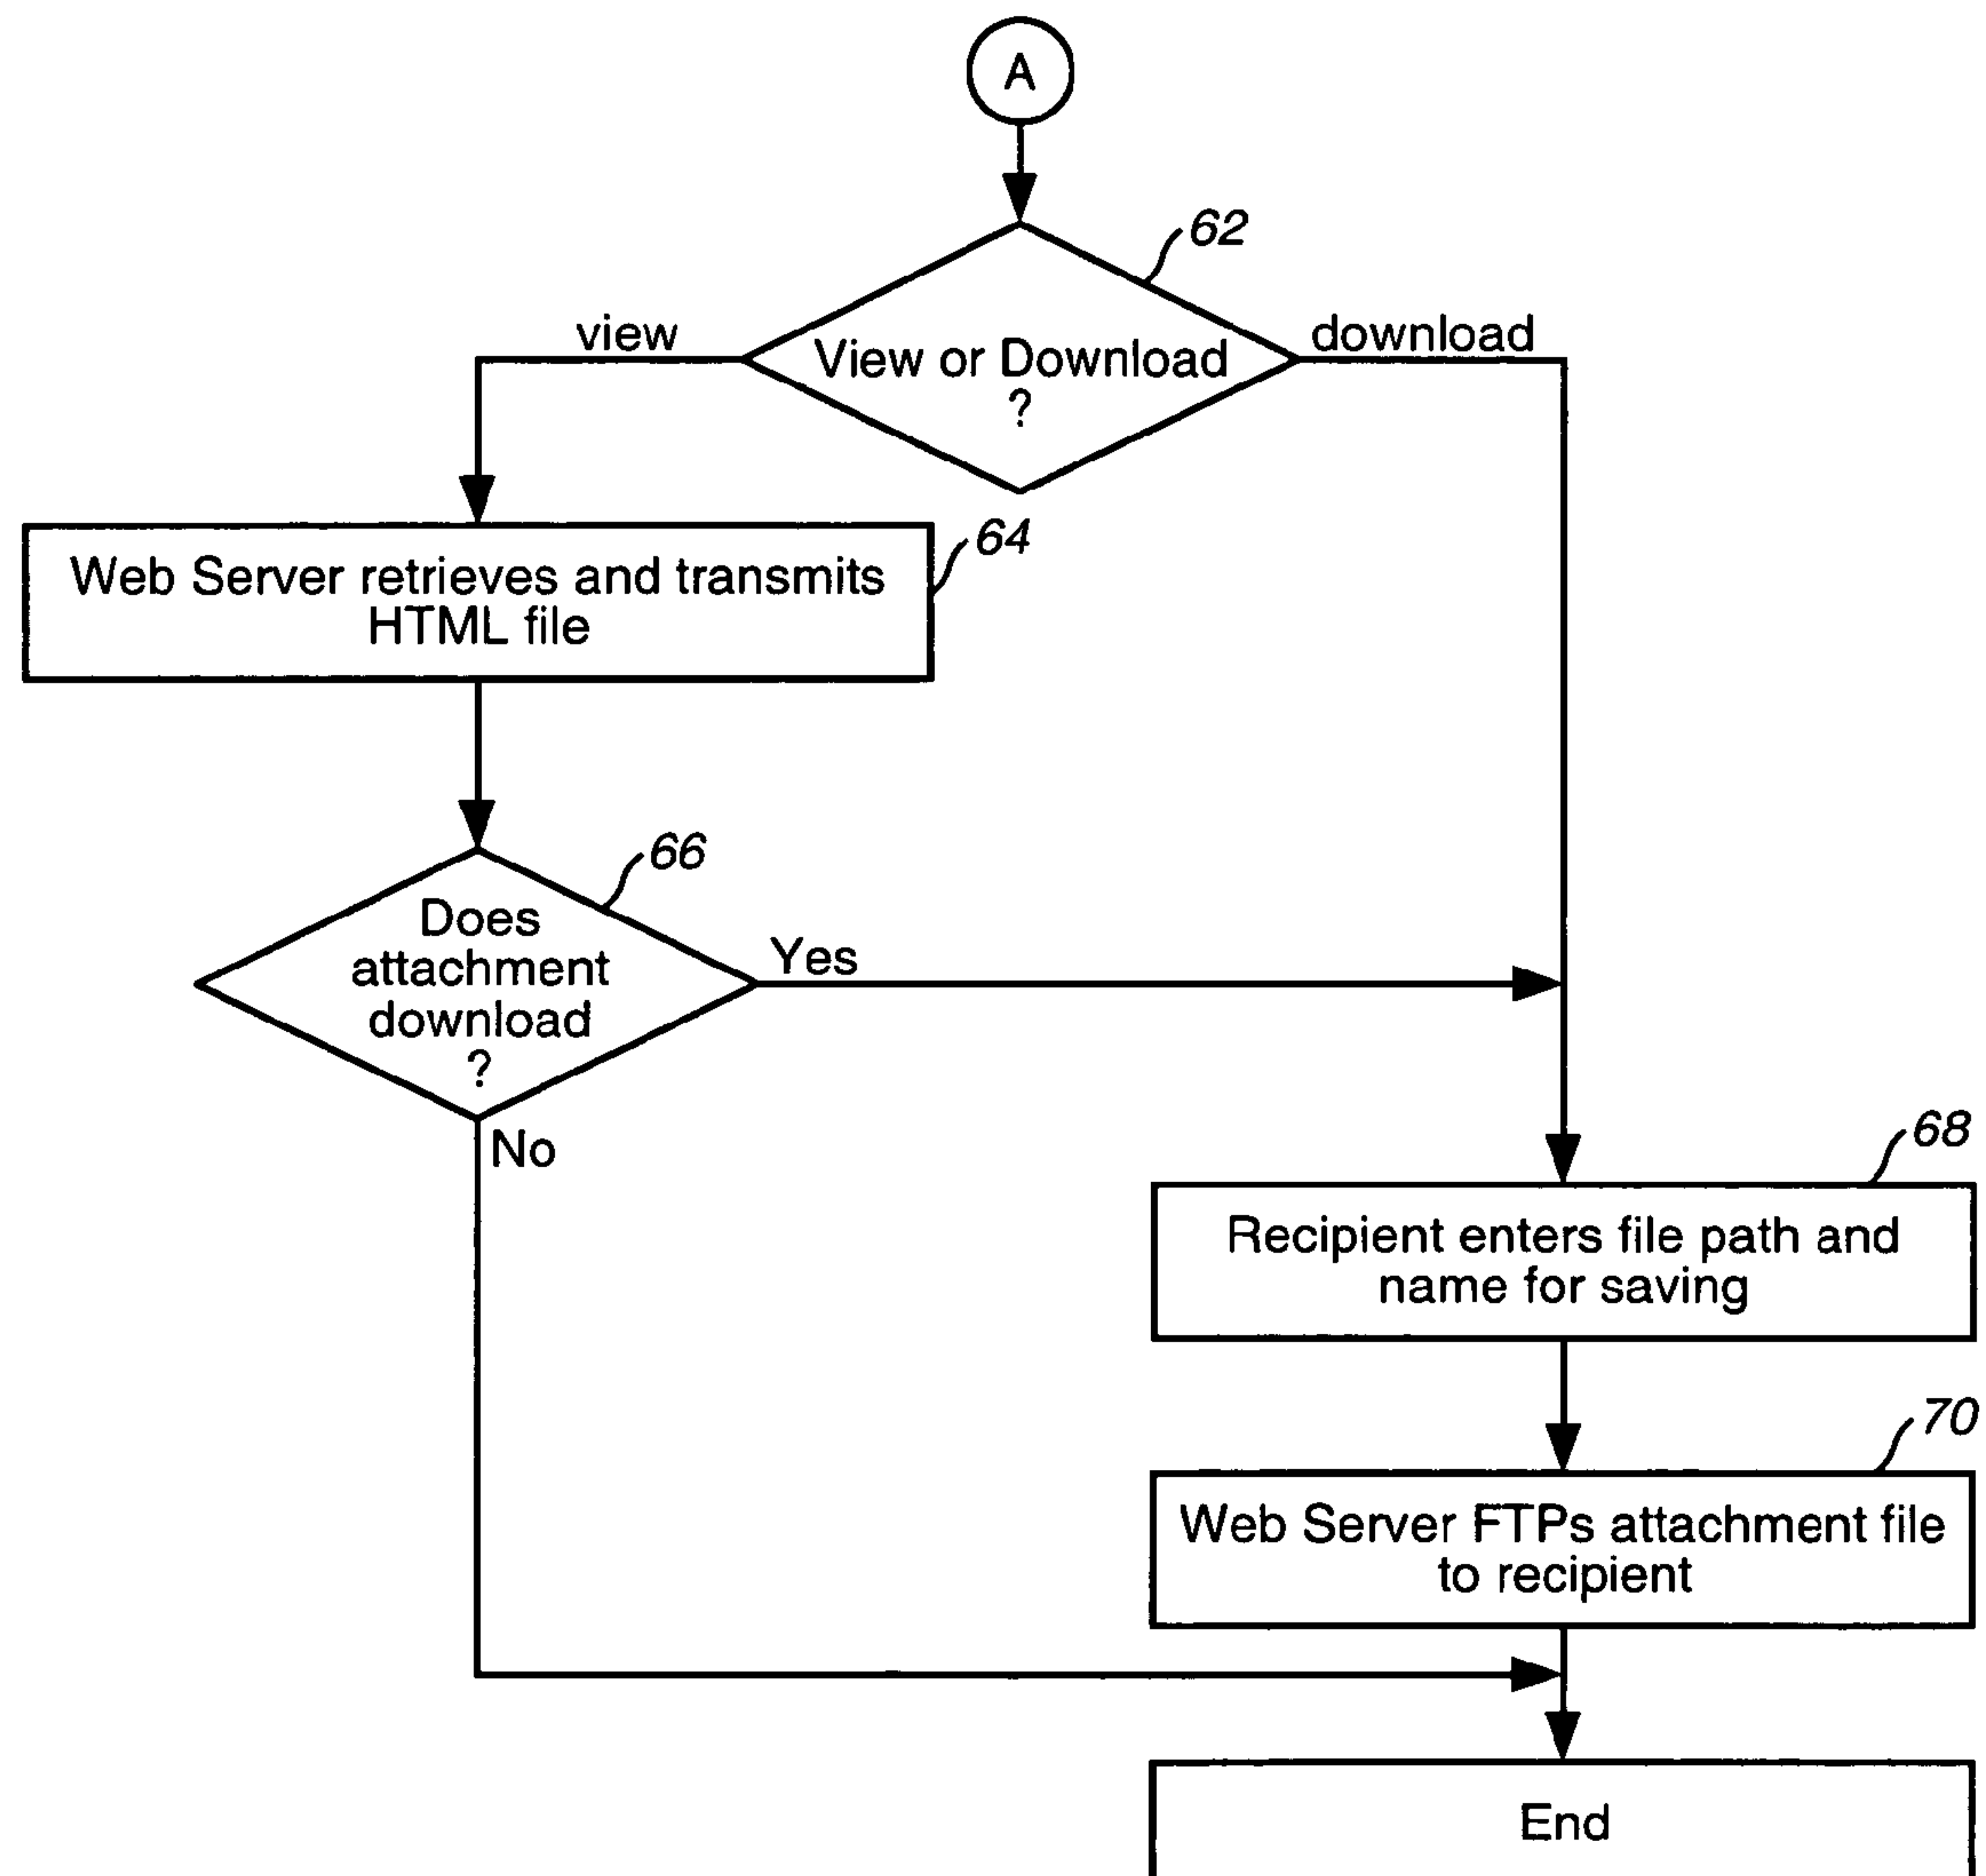 A
62
view
View or Download
?
download
64
Web Server retrieves and transmits
HTML file
66
Does
attachment
download
?
Yes
No
68
Recipient enters file path and
name for saving
70
Web Server FTPs attachment file
to recipient
End